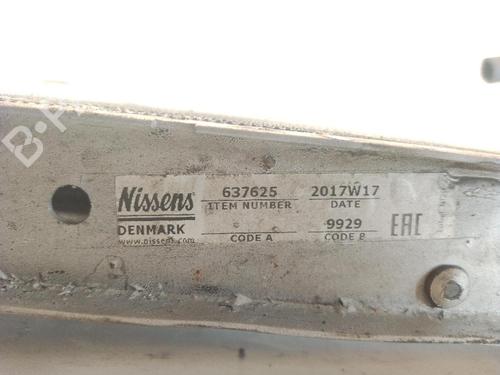 Nissens
637625
2017W17
ITEM NUMBER
DATE
DENMARK
9929
EAC
www.nissens.com
CODE A
CODE B